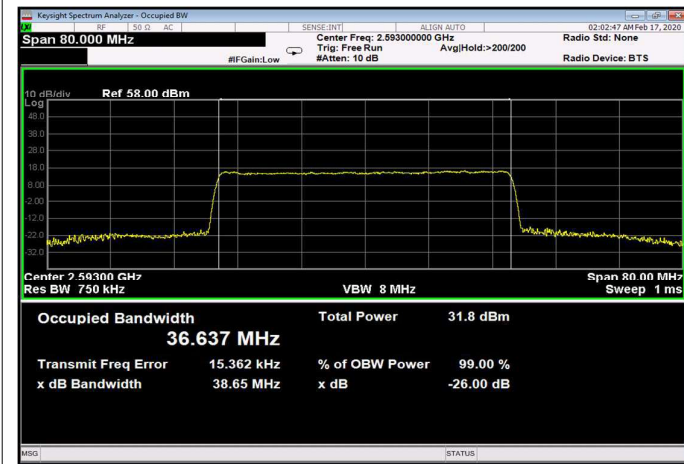 Keysight Spectrum Analyzer - Occupied BW
RF 50 Ω AC SENSE:INT ALIGN AUTO 02:02:47 AM Feb 17, 2020
Span 80.000 MHz Center Freq: 2.593000000 GHz Radio Std: None
Trig: Free Run Avg|Hold:>200/200
#IFGain:Low #Atten: 10 dB Radio Device: BTS
10 dB/div Ref 58.00 dBm
Log
48.0
38.0
28.0
18.0
8.00
-2.00
-12.0
-22.0
-32.0
Center 2.59300 GHz Span 80.00 MHz
Res BW 750 kHz VBW 8 MHz Sweep 1 ms
Occupied Bandwidth Total Power 31.8 dBm
36.637 MHz
Transmit Freq Error 15.362 kHz % of OBW Power 99.00 %
x dB Bandwidth 38.65 MHz x dB -26.00 dB
MSG STATUS